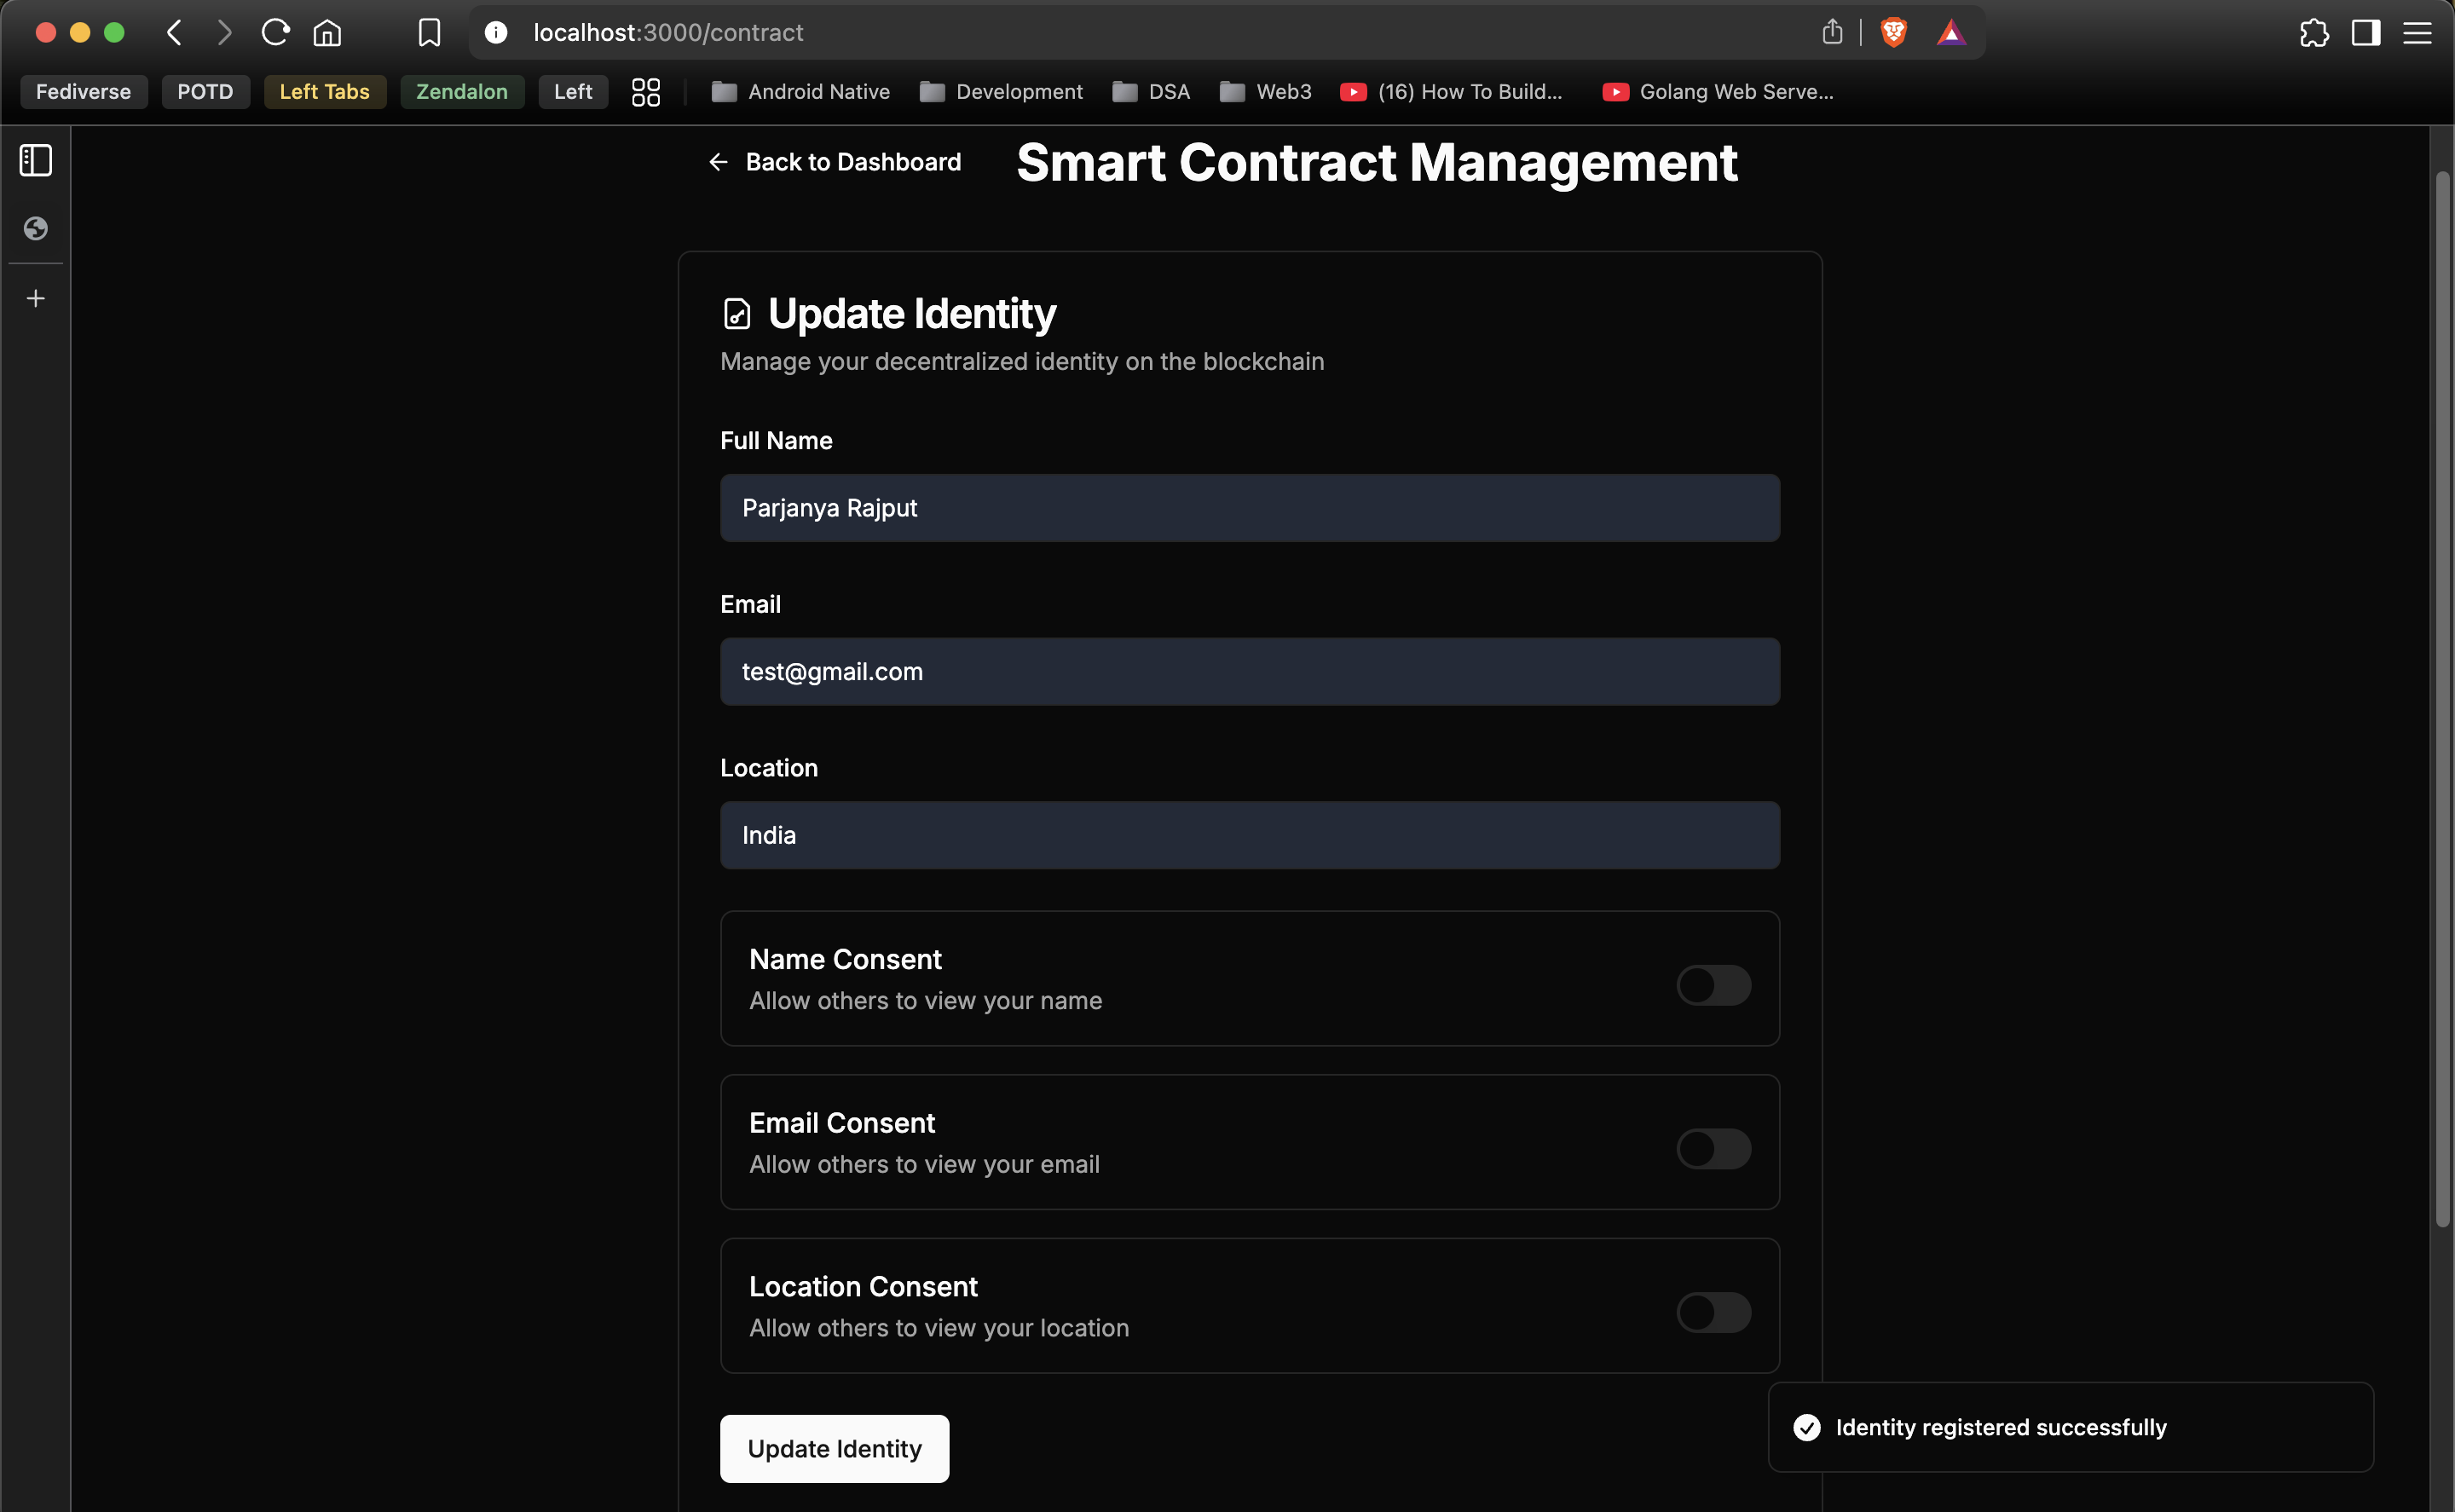 localhost:3000/contract
Fediverse
POTD
Left Tabs
Zendalon
Left
Android Native
Development
DSA
Web3
(16) How To Build...
Golang Web Serve...
Back to Dashboard
Smart Contract Management
Update Identity
Manage your decentralized identity on the blockchain
Full Name
Parjanya Rajput
Email
test@gmail.com
Location
India
Name Consent
Allow others to view your name
Email Consent
Allow others to view your email
Location Consent
Allow others to view your location
Update Identity
Identity registered successfully